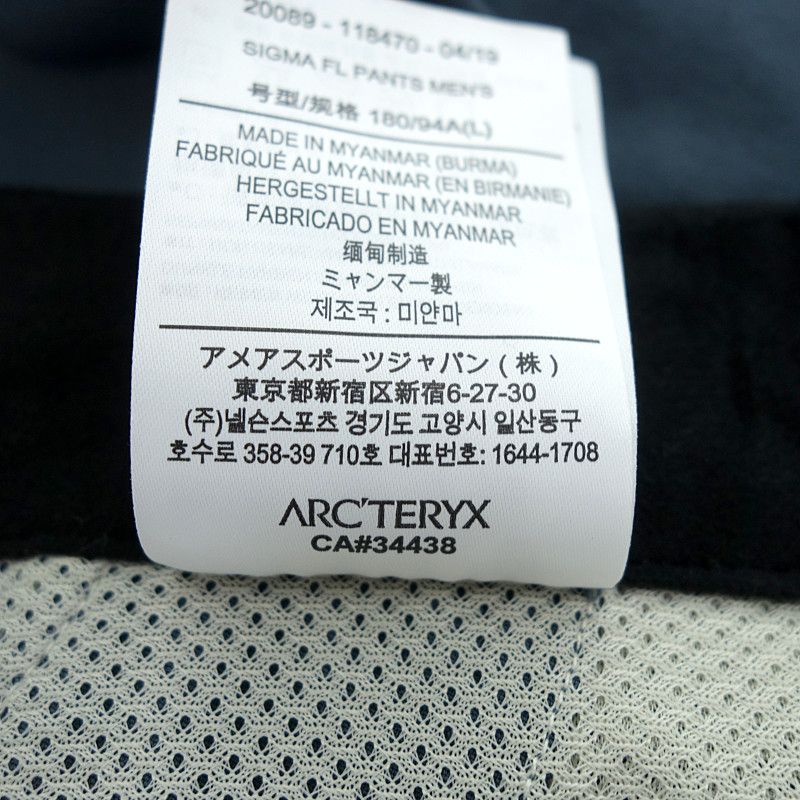 20089 - 118470 - 04/19
SIGMA FL PANTS MEN'S
号型/规格 180/94A(L)
MADE IN MYANMAR (BURMA)
FABRIQUÉ AU MYANMAR (EN BIRMANIE)
HERGESTELLT IN MYANMAR
FABRICADO EN MYANMAR
缅甸制造
ミャンマー製
제조국 : 미얀마
アメアスポーツジャパン ( 株 )
東京都新宿区新宿6-27-30
(주)넬슨스포츠 경기도 고양시 일산동구
호수로 358-39 710호 대표번호: 1644-1708
ARC'TERYX
CA#34438